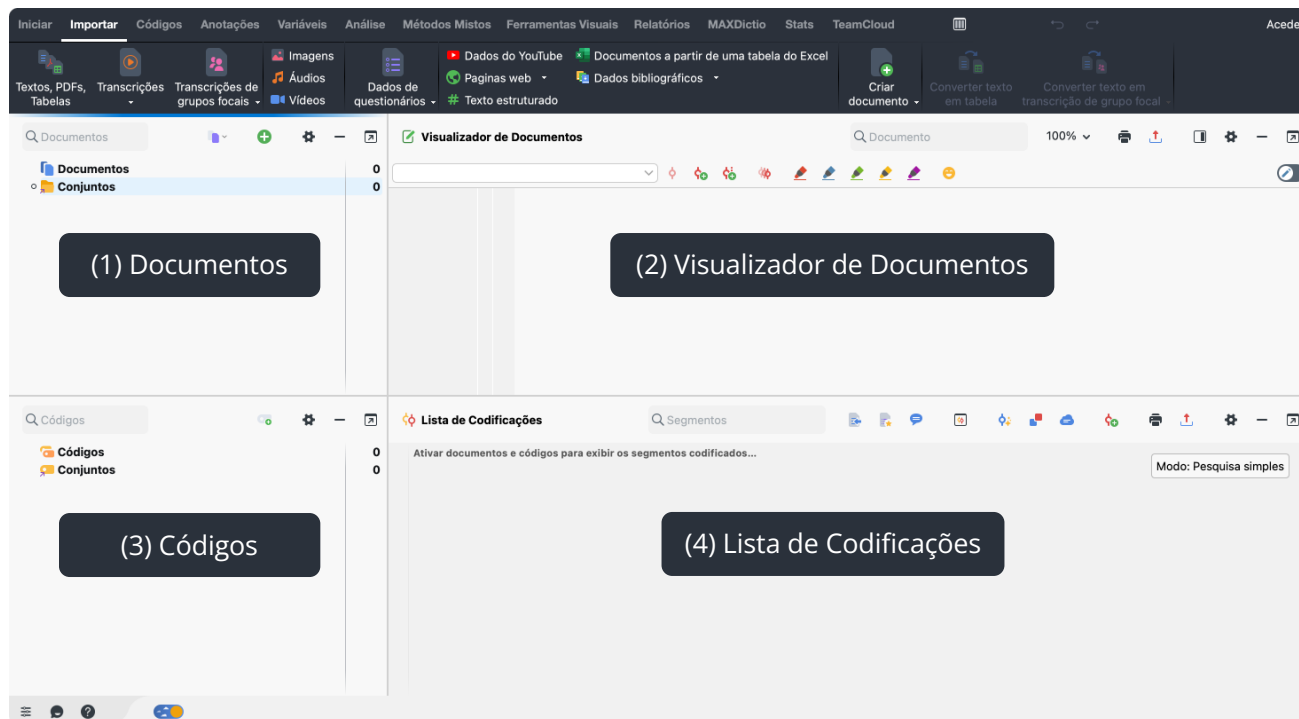 Iniciar Importar Códigos Anotações Variáveis Análise Métodos Mistos Ferramentas Visuais Relatórios MAXDictio Stats TeamCloud Acede
Textos, PDFs, Tabelas
Transcrições
Transcrições de grupos focais
Imagens
Áudios
Vídeos
Dados de questionários
Dados do YouTube
Paginas web
# Texto estruturado
Documentos a partir de uma tabela do Excel
Dados bibliográficos
Criar documento
Converter texto em tabela
Converter texto em transcrição de grupo focal
Documentos
Documentos 0
Conjuntos 0
(1) Documentos
Visualizador de Documentos
Documento
100%
(2) Visualizador de Documentos
Códigos
Códigos 0
Conjuntos 0
(3) Códigos
Lista de Codificações
Segmentos
Ativar documentos e códigos para exibir os segmentos codificados...
Modo: Pesquisa simples
(4) Lista de Codificações